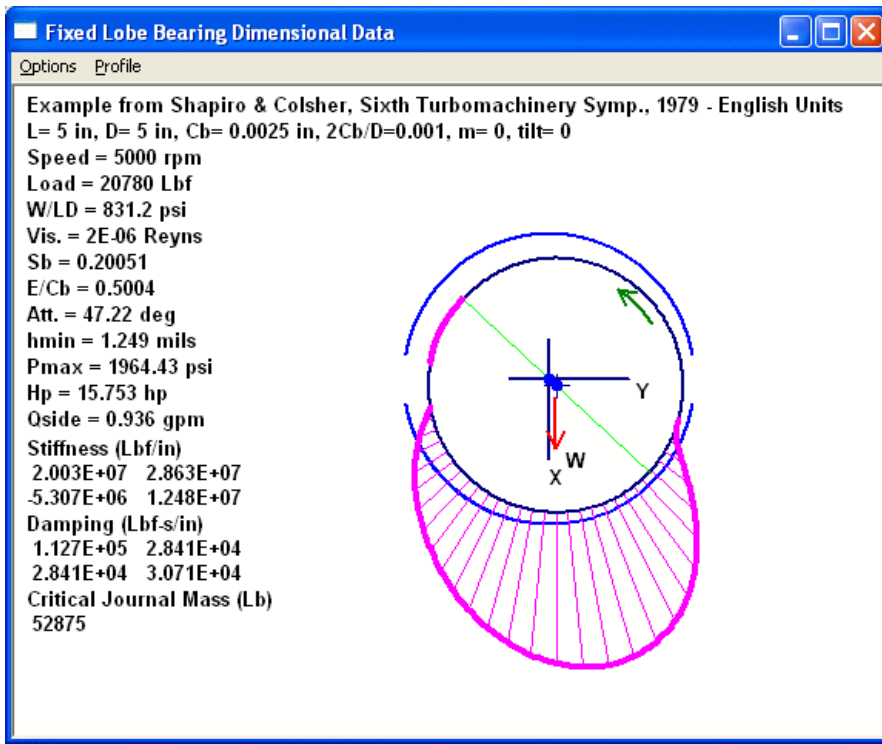 Fixed Lobe Bearing Dimensional Data
Options Profile
Example from Shapiro & Colsher, Sixth Turbomachinery Symp., 1979 - English Units
L= 5 in, D= 5 in, Cb= 0.0025 in, 2Cb/D=0.001, m= 0, tilt= 0
Speed = 5000 rpm
Load = 20780 Lbf
W/LD = 831.2 psi
Vis. = 2E-06 Reyns
Sb = 0.20051
E/Cb = 0.5004
Att. = 47.22 deg
hmin = 1.249 mils
Pmax = 1964.43 psi
Hp = 15.753 hp
Qside = 0.936 gpm
Stiffness (Lbf/in)
2.003E+07 2.863E+07
-5.307E+06 1.248E+07
Damping (Lbf-s/in)
1.127E+05 2.841E+04
2.841E+04 3.071E+04
Critical Journal Mass (Lb)
52875
Y
W
X